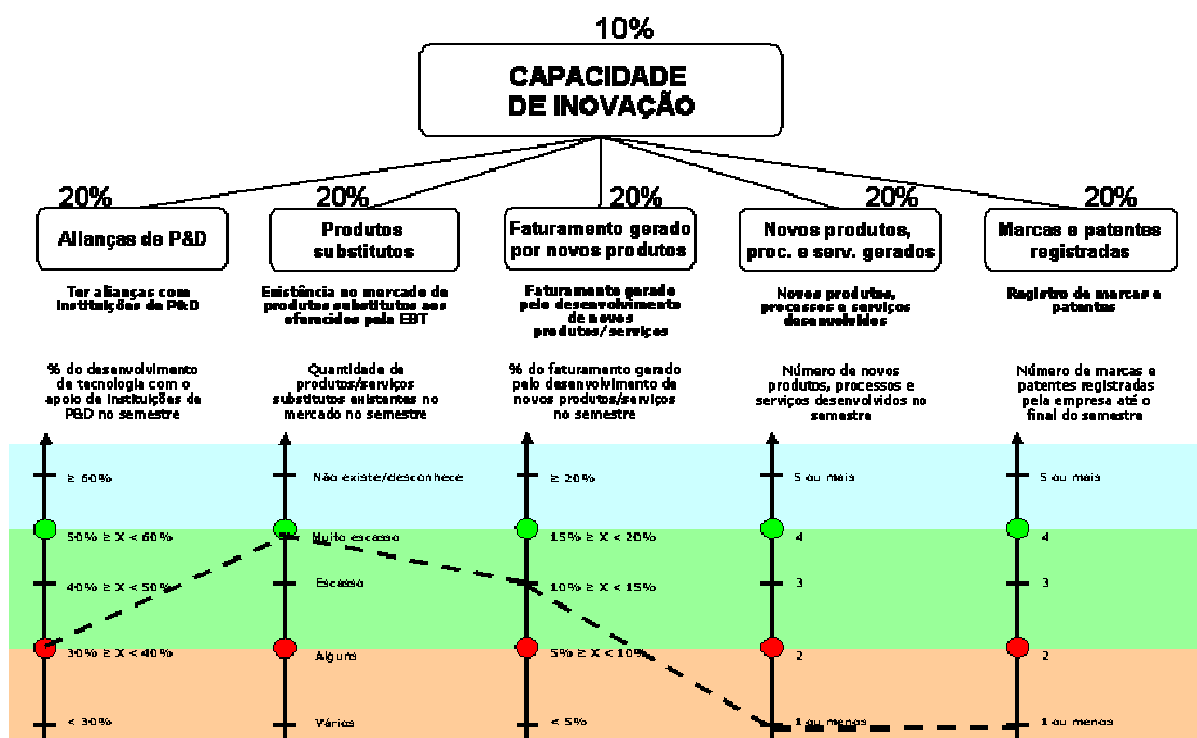 10%
CAPACIDADE
DE INOVAÇÃO
20%
20%
20%
20%
20%
Alianças de P&D
Produtos
substitutos
Faturamento gerado
por novos produtos
Novos produtos,
proc. e serv. gerados
Marcas e patentes
registradas
Ter alianças com
instituições de P&D
Existência no mercado de
produtos substitutos aos
oferecidos pela EBT
Faturamento gerado
pelo desenvolvimento
de novos
produtos/serviços
Novos produtos,
processos e serviços
desenvolvidos
Registro de marcas e
patentes
% do desenvolvimento
de tecnologia com o
apoio de instituições de
P&D no semestre
Quantidade de
produtos/serviços
substitutos existentes no
mercado no semestre
% do faturamento gerado
pelo desenvolvimento de
novos produtos/serviços
no semestre
Número de novos
produtos, processos e
serviços desenvolvidos no
semestre
Número de marcas e
patentes registradas
pela empresa até o
final do semestre
≥ 60%
Não existe/desconhece
≥ 20%
5 ou mais
5 ou mais
50% ≥ X < 60%
Muito escasso
15% ≥ X < 20%
4
4
40% ≥ X < 50%
Escasso
10% ≥ X < 15%
3
3
30% ≥ X < 40%
Alguns
5% ≥ X < 10%
2
2
< 30%
Vários
< 5%
1 ou menos
1 ou menos